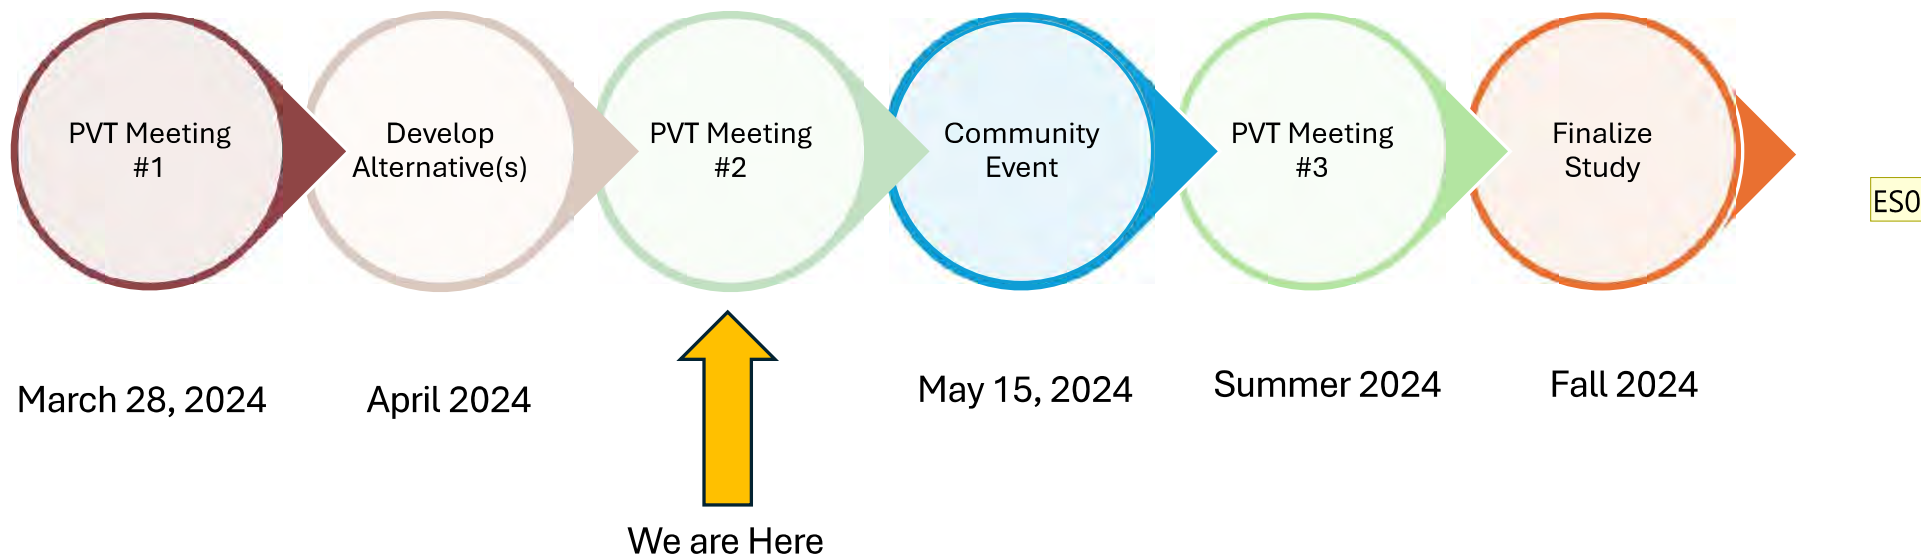 PVT Meeting
#1
Develop
Alternative(s)
PVT Meeting
#2
Community
Event
PVT Meeting
#3
Finalize
Study
ES0
March 28, 2024
April 2024
May 15, 2024
Summer 2024
Fall 2024
We are Here